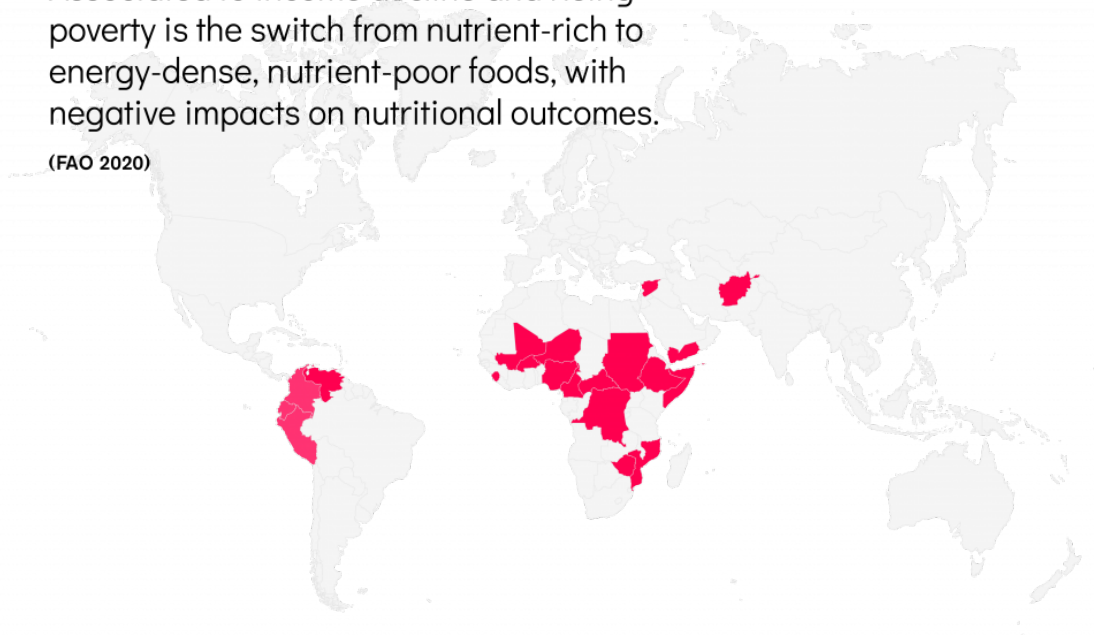 poverty is the switch from nutrient-rich to
energy-dense, nutrient-poor foods, with
negative impacts on nutritional outcomes.
(FAO 2020)